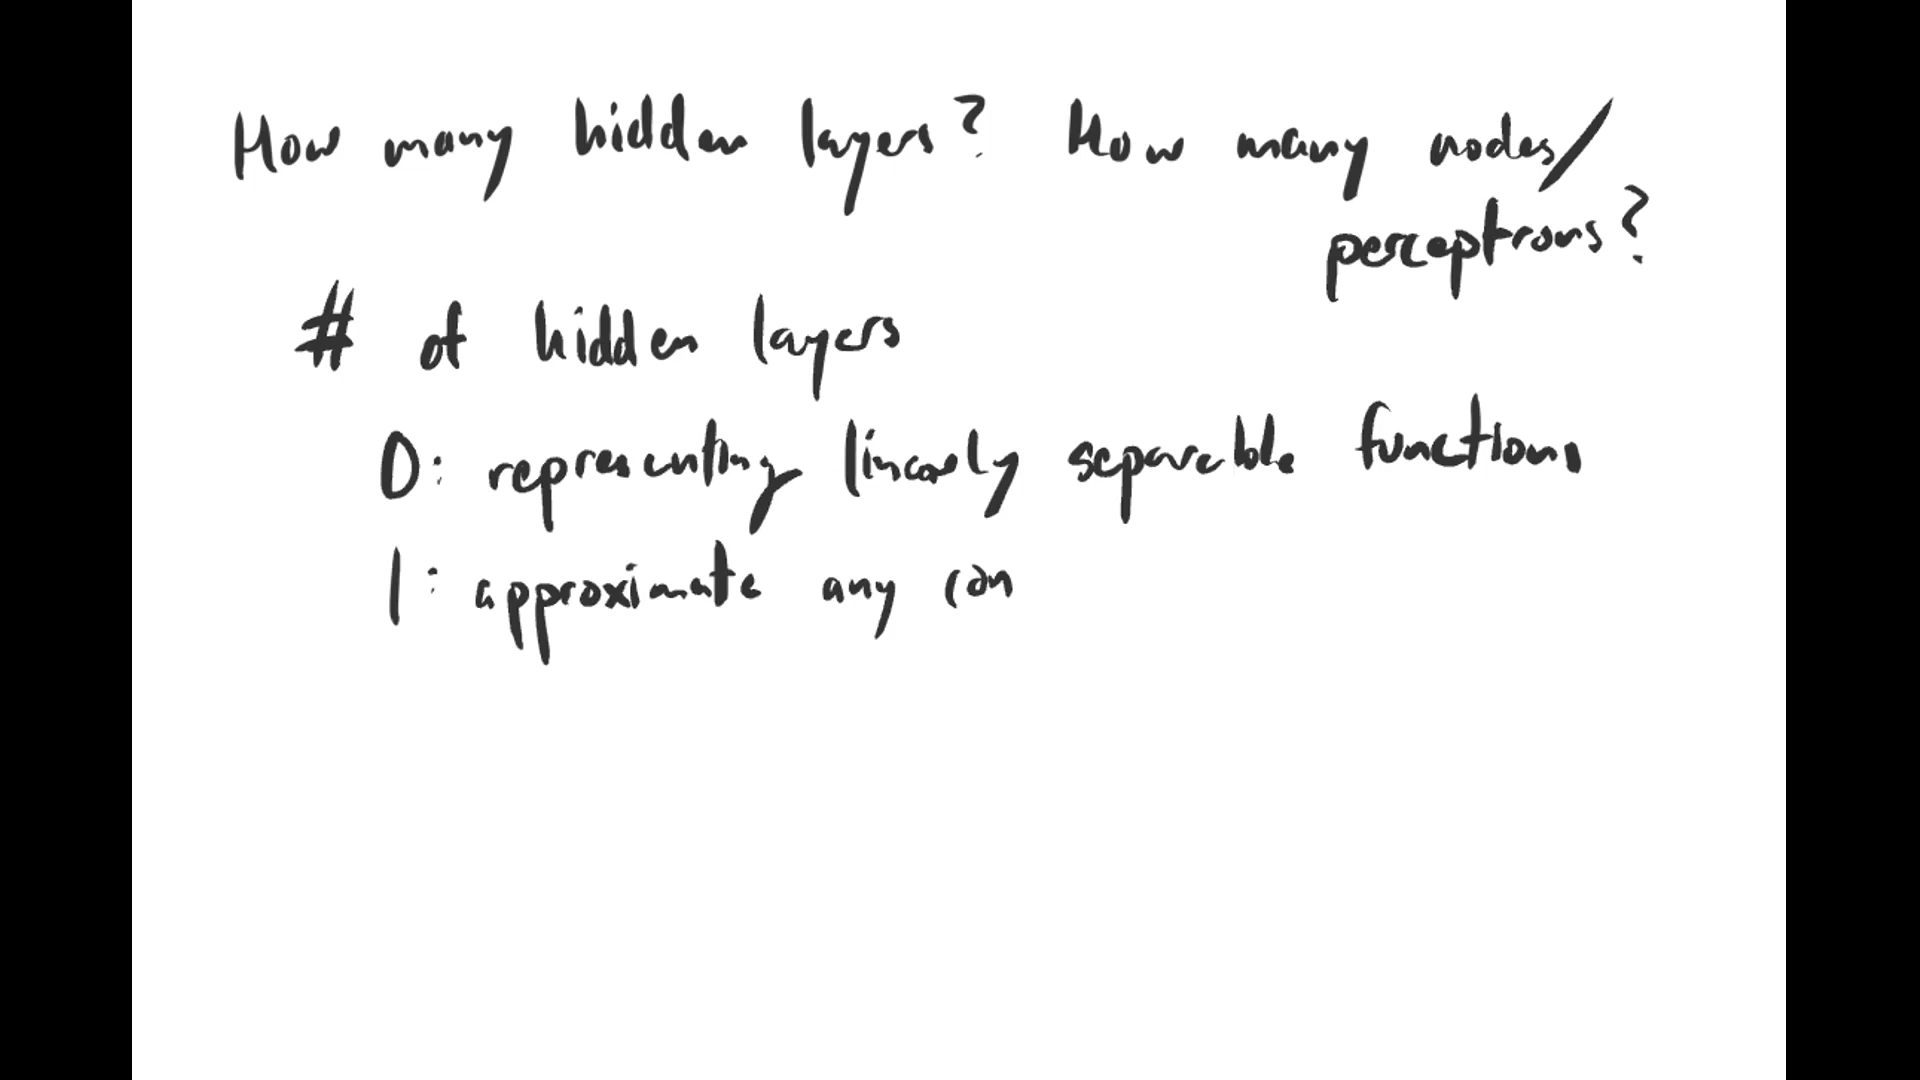 How many hidden layers? How many nodes/
perceptrons?
# of hidden layers
0: representing linearly separable functions
1: approximate any con